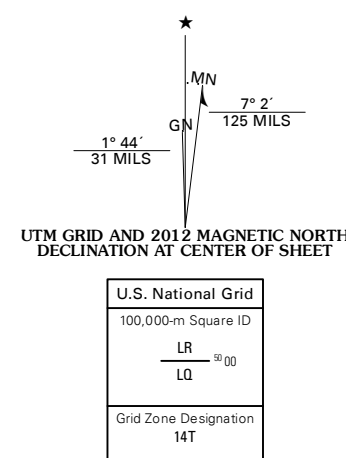 ★
MN
7° 2´
125 MILS
GN
1° 44´
31 MILS
UTM GRID AND 2012 MAGNETIC NORTH
DECLINATION AT CENTER OF SHEET
U.S. National Grid
100,000-m Square ID
LR
50 00
LQ
Grid Zone Designation
14T